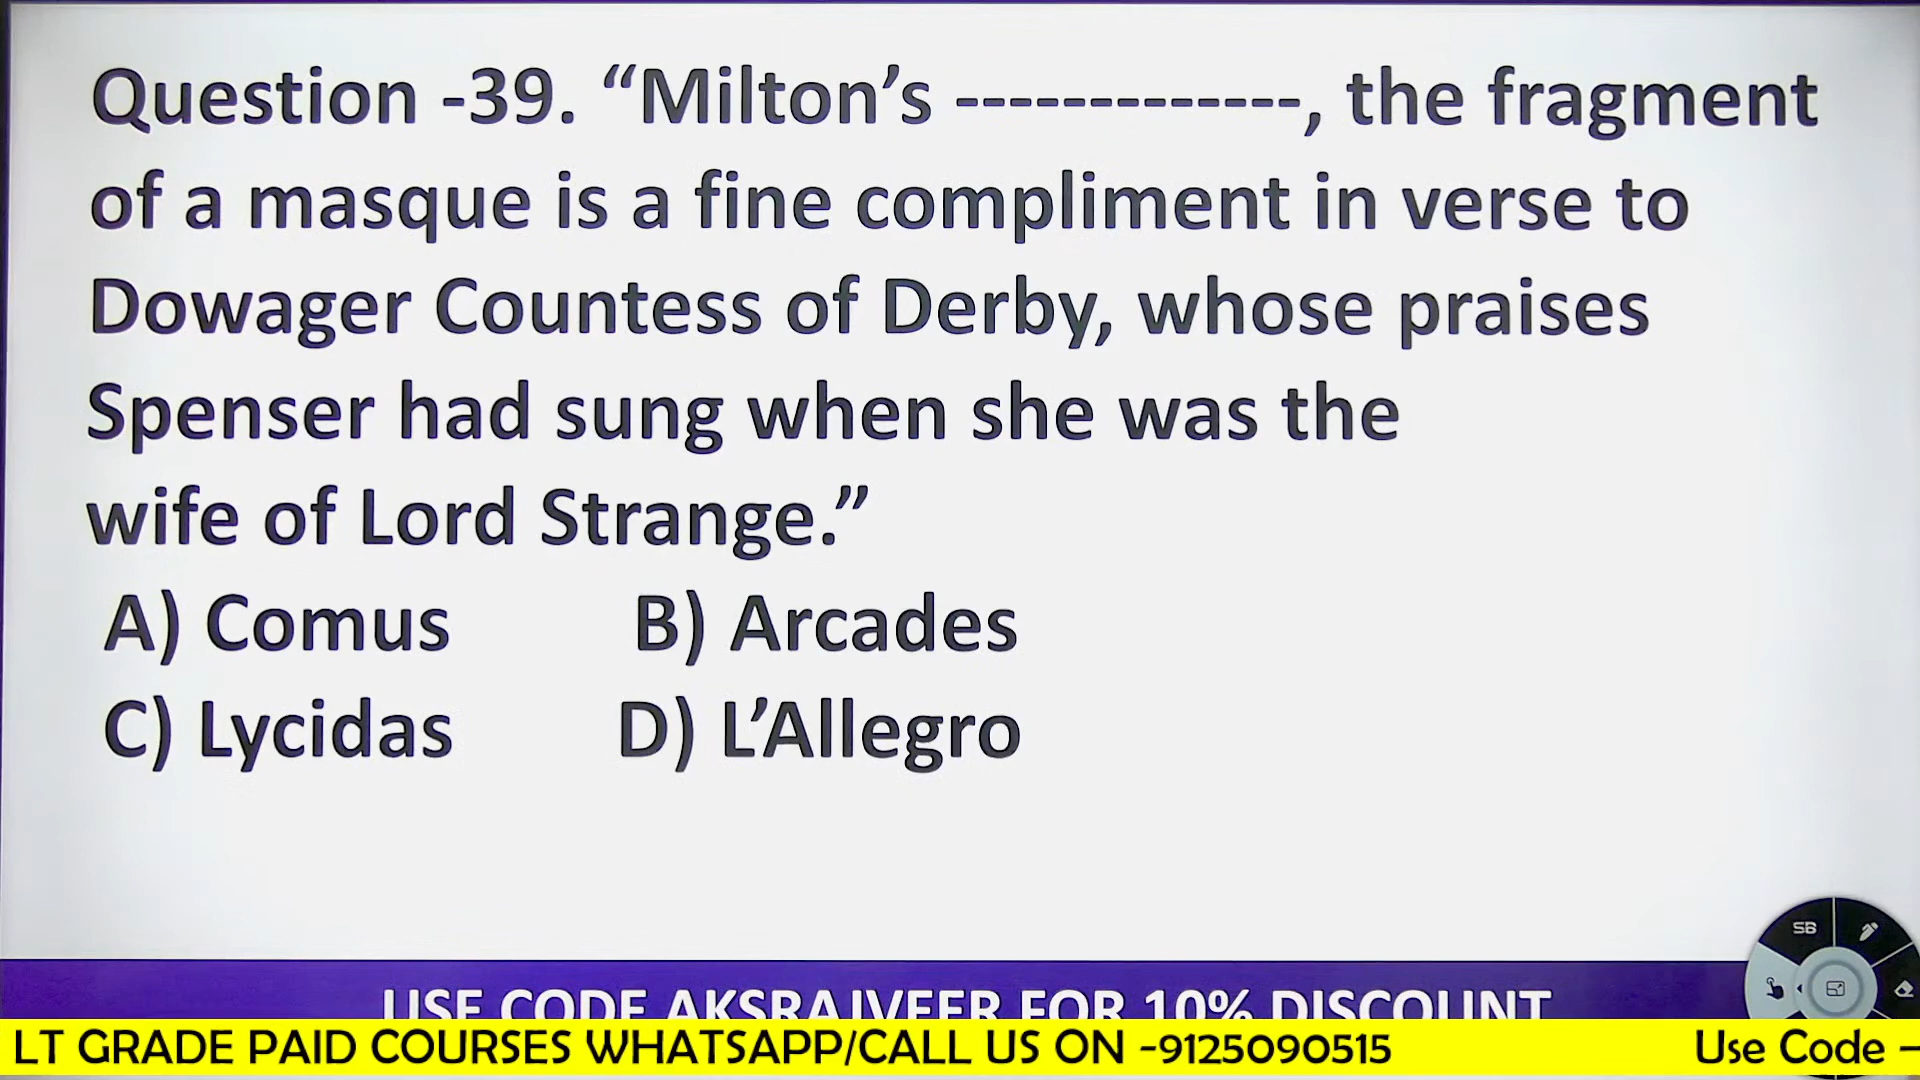 Question -39. “Milton’s -------------, the fragment
of a masque is a fine compliment in verse to
Dowager Countess of Derby, whose praises
Spenser had sung when she was the
wife of Lord Strange.”
A) Comus B) Arcades
C) Lycidas D) L’Allegro
SB
USE CODE AKSRAJVEER FOR 10% DISCOUNT
LT GRADE PAID COURSES WHATSAPP/CALL US ON -9125090515 Use Code –